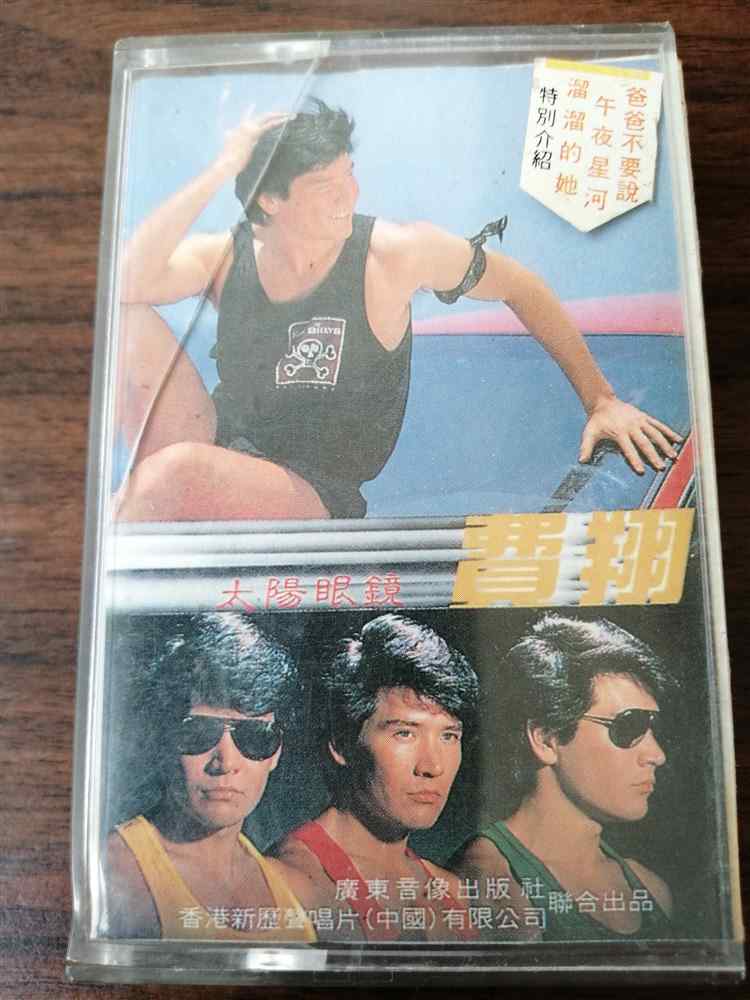 爸爸不要說
午夜星河
溜溜的她
特別介紹
費翔
太陽眼鏡
廣東音像出版社
香港新歷聲唱片(中國)有限公司
聯合出品